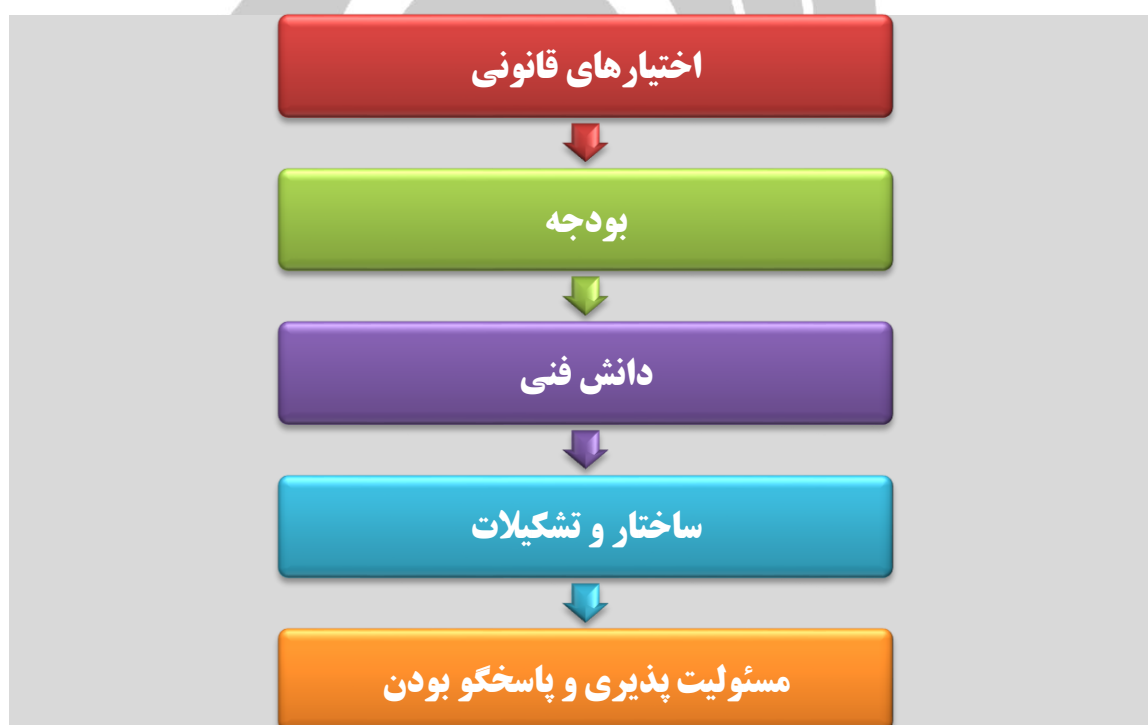 اختیارهای قانونی
بودجه
دانش فنی
ساختار و تشکیلات
مسئولیت پذیری و پاسخگو بودن